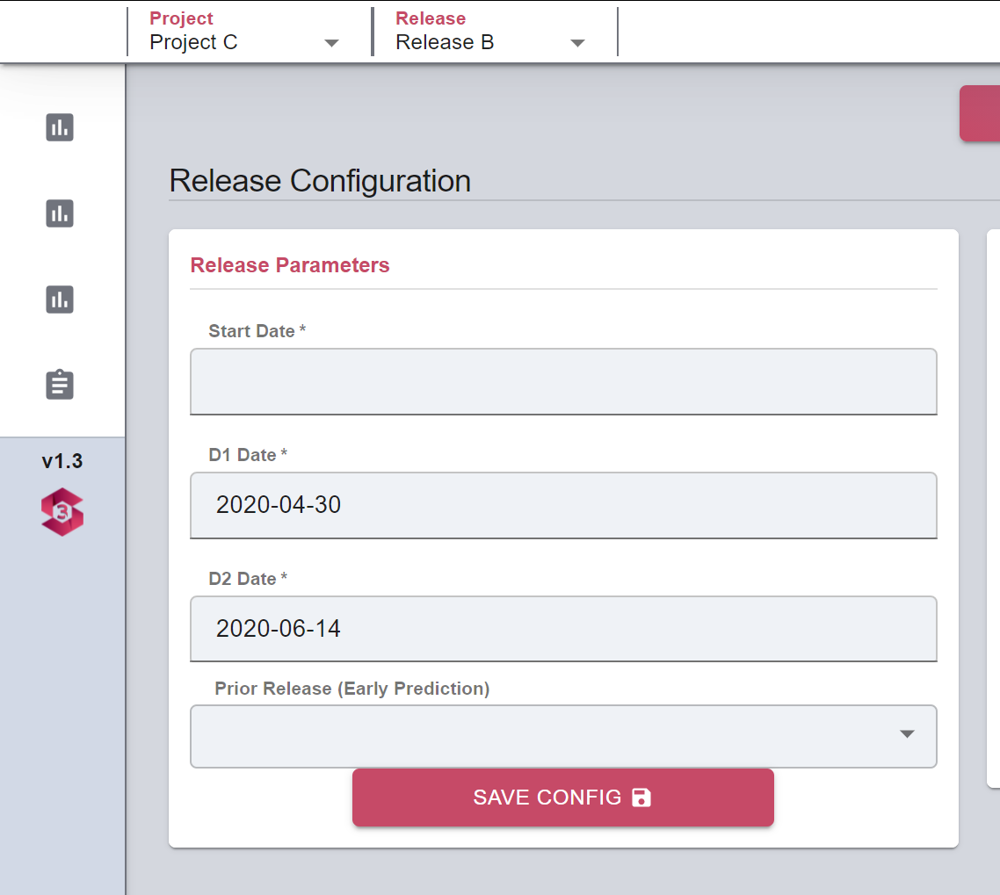 Project
Project C
Release
Release B
Release Configuration
Release Parameters
Start Date *
D1 Date *
2020-04-30
D2 Date *
2020-06-14
Prior Release (Early Prediction)
SAVE CONFIG
v1.3
3